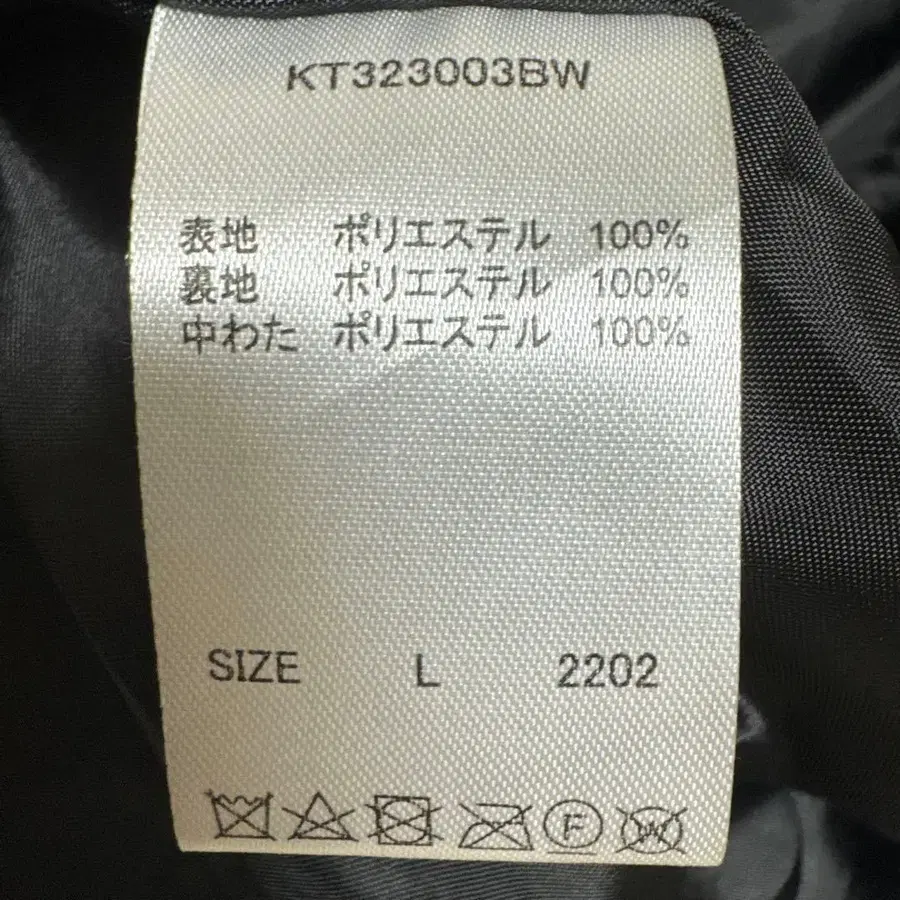 KT323003BW
表地 ポリエステル 100%
裏地 ポリエステル 100%
中わた ポリエステル 100%
SIZE L 2202
F W